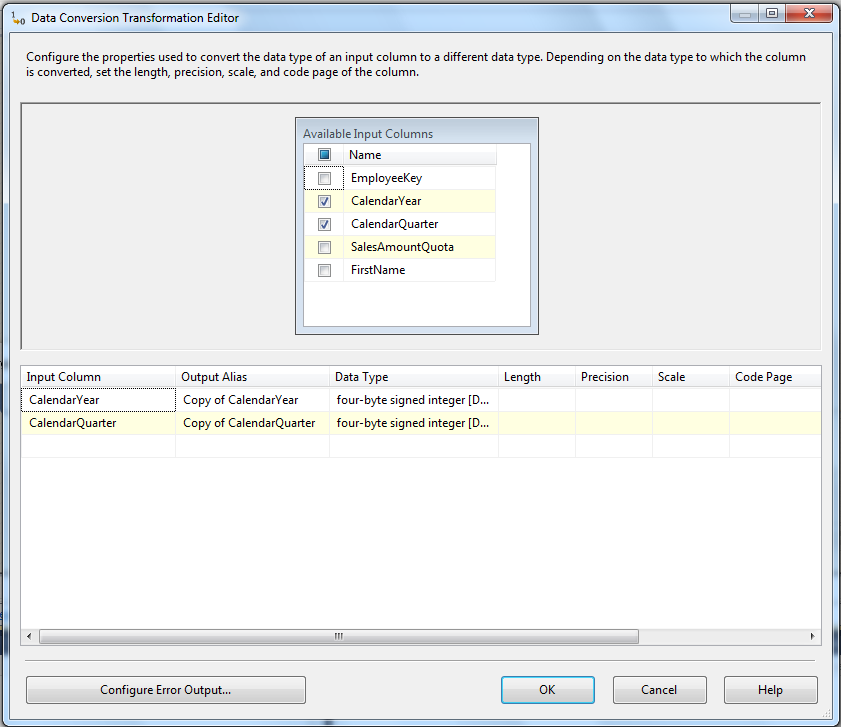 Data Conversion Transformation Editor
Configure the properties used to convert the data type of an input column to a different data type. Depending on the data type to which the column
is converted, set the length, precision, scale, and code page of the column.
Available Input Columns
Name
EmployeeKey
CalendarYear
CalendarQuarter
SalesAmountQuota
FirstName
Input Column Output Alias Data Type Length Precision Scale Code Page
CalendarYear Copy of CalendarYear four-byte signed integer [D...
CalendarQuarter Copy of CalendarQuarter four-byte signed integer [D...
Configure Error Output... OK Cancel Help